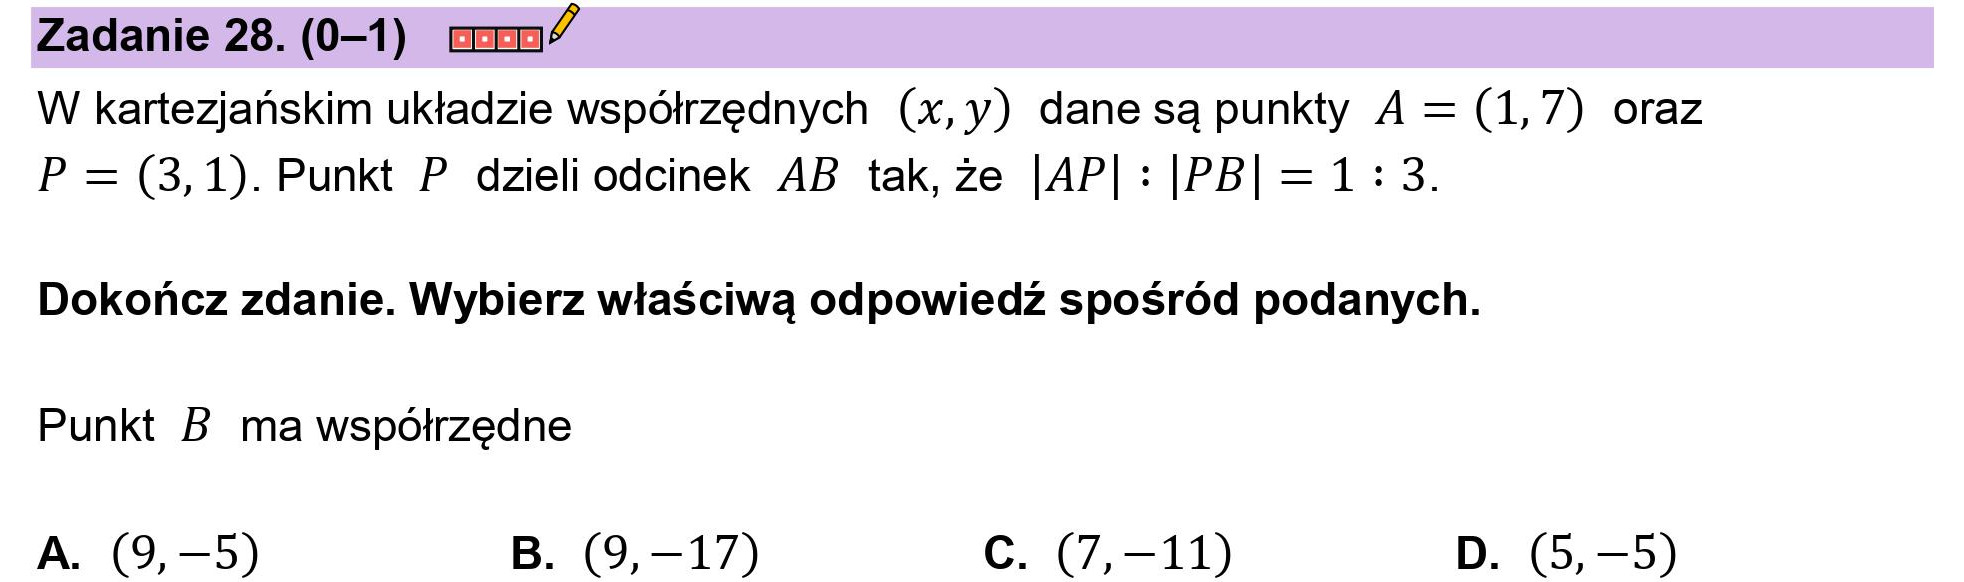 Zadanie 28. (0–1)
W kartezjańskim układzie współrzędnych (x, y) dane są punkty A = (1, 7) oraz
P = (3, 1). Punkt P dzieli odcinek AB tak, że |AP| : |PB| = 1 : 3.
Dokończ zdanie. Wybierz właściwą odpowiedź spośród podanych.
Punkt B ma współrzędne
A. (9, −5) B. (9, −17) C. (7, −11) D. (5, −5)